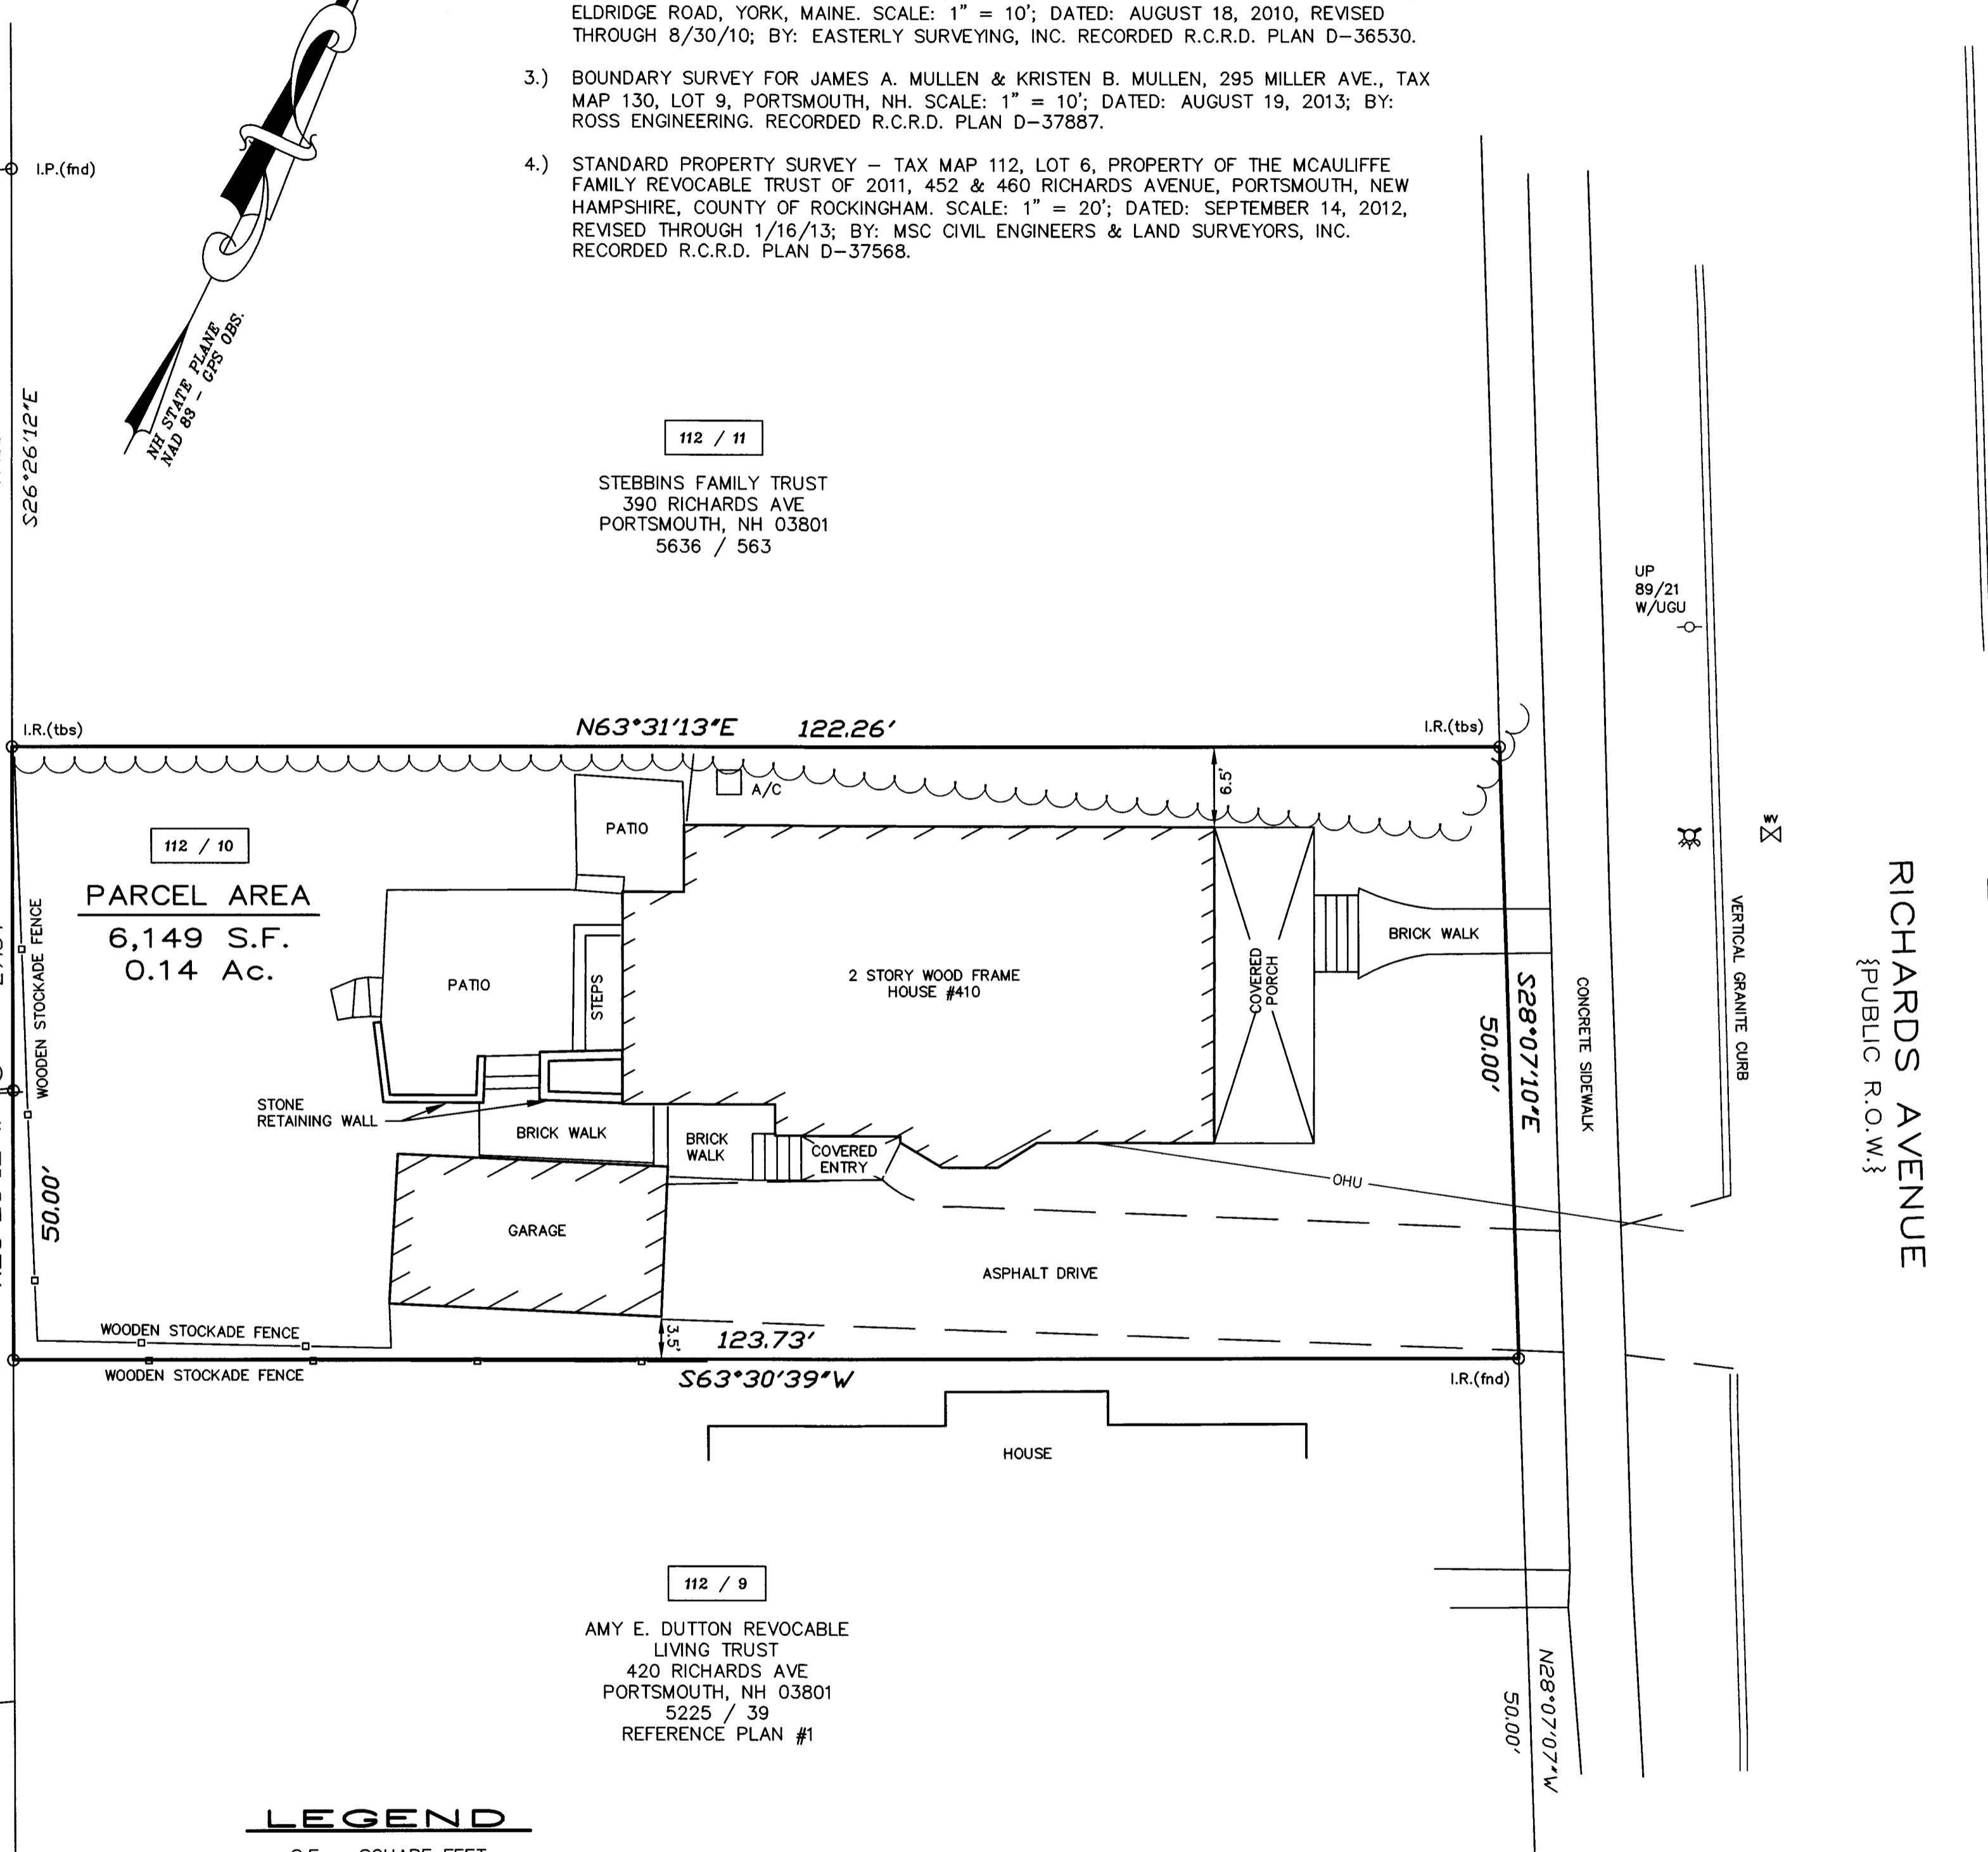 ELDRIDGE ROAD, YORK, MAINE. SCALE: 1" = 10'; DATED: AUGUST 18, 2010, REVISED
THROUGH 8/30/10; BY: EASTERLY SURVEYING, INC. RECORDED R.C.R.D. PLAN D-36530.
3.) BOUNDARY SURVEY FOR JAMES A. MULLEN & KRISTEN B. MULLEN, 295 MILLER AVE., TAX
MAP 130, LOT 9, PORTSMOUTH, NH. SCALE: 1" = 10'; DATED: AUGUST 19, 2013; BY:
ROSS ENGINEERING. RECORDED R.C.R.D. PLAN D-37887.
4.) STANDARD PROPERTY SURVEY – TAX MAP 112, LOT 6, PROPERTY OF THE MCAULIFFE
FAMILY REVOCABLE TRUST OF 2011, 452 & 460 RICHARDS AVENUE, PORTSMOUTH, NEW
HAMPSHIRE, COUNTY OF ROCKINGHAM. SCALE: 1" = 20'; DATED: SEPTEMBER 14, 2012,
REVISED THROUGH 1/16/13; BY: MSC CIVIL ENGINEERS & LAND SURVEYORS, INC.
RECORDED R.C.R.D. PLAN D-37568.
I.P.(fnd)
NH STATE PLANE
NAD 83 - GPS OBS.
S26°26'12"E
112 / 11
STEBBINS FAMILY TRUST
390 RICHARDS AVE
PORTSMOUTH, NH 03801
5636 / 563
UP
89/21
W/UGU
I.R.(tbs)
N63°31'13"E 122.26'
I.R.(tbs)
A/C
6.5'
PATIO
112 / 10
PARCEL AREA
6,149 S.F.
0.14 Ac.
WOODEN STOCKADE FENCE
PATIO
STEPS
2 STORY WOOD FRAME
HOUSE #410
COVERED
PORCH
BRICK WALK
WV
S28°07'10"E
50.00'
CONCRETE SIDEWALK
VERTICAL GRANITE CURB
RICHARDS AVENUE
{PUBLIC R.O.W.}
STONE
RETAINING WALL
BRICK WALK
BRICK
WALK
COVERED
ENTRY
OHU
50.00'
GARAGE
ASPHALT DRIVE
WOODEN STOCKADE FENCE
3.5'
123.73'
WOODEN STOCKADE FENCE
S63°30'39"W
I.R.(fnd)
HOUSE
112 / 9
AMY E. DUTTON REVOCABLE
LIVING TRUST
420 RICHARDS AVE
PORTSMOUTH, NH 03801
5225 / 39
REFERENCE PLAN #1
N28°07'07"W
50.00'
LEGEND